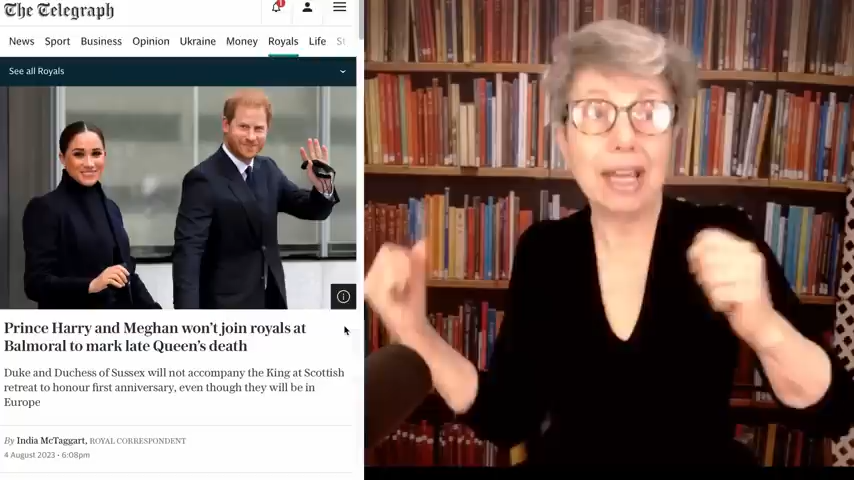 The Telegraph
1
News Sport Business Opinion Ukraine Money Royals Life St
See all Royals
Prince Harry and Meghan won't join royals at
Balmoral to mark late Queen's death
Duke and Duchess of Sussex will not accompany the King at Scottish
retreat to honour first anniversary, even though they will be in
Europe
By India McTaggart, ROYAL CORRESPONDENT
4 August 2023 • 6:08pm